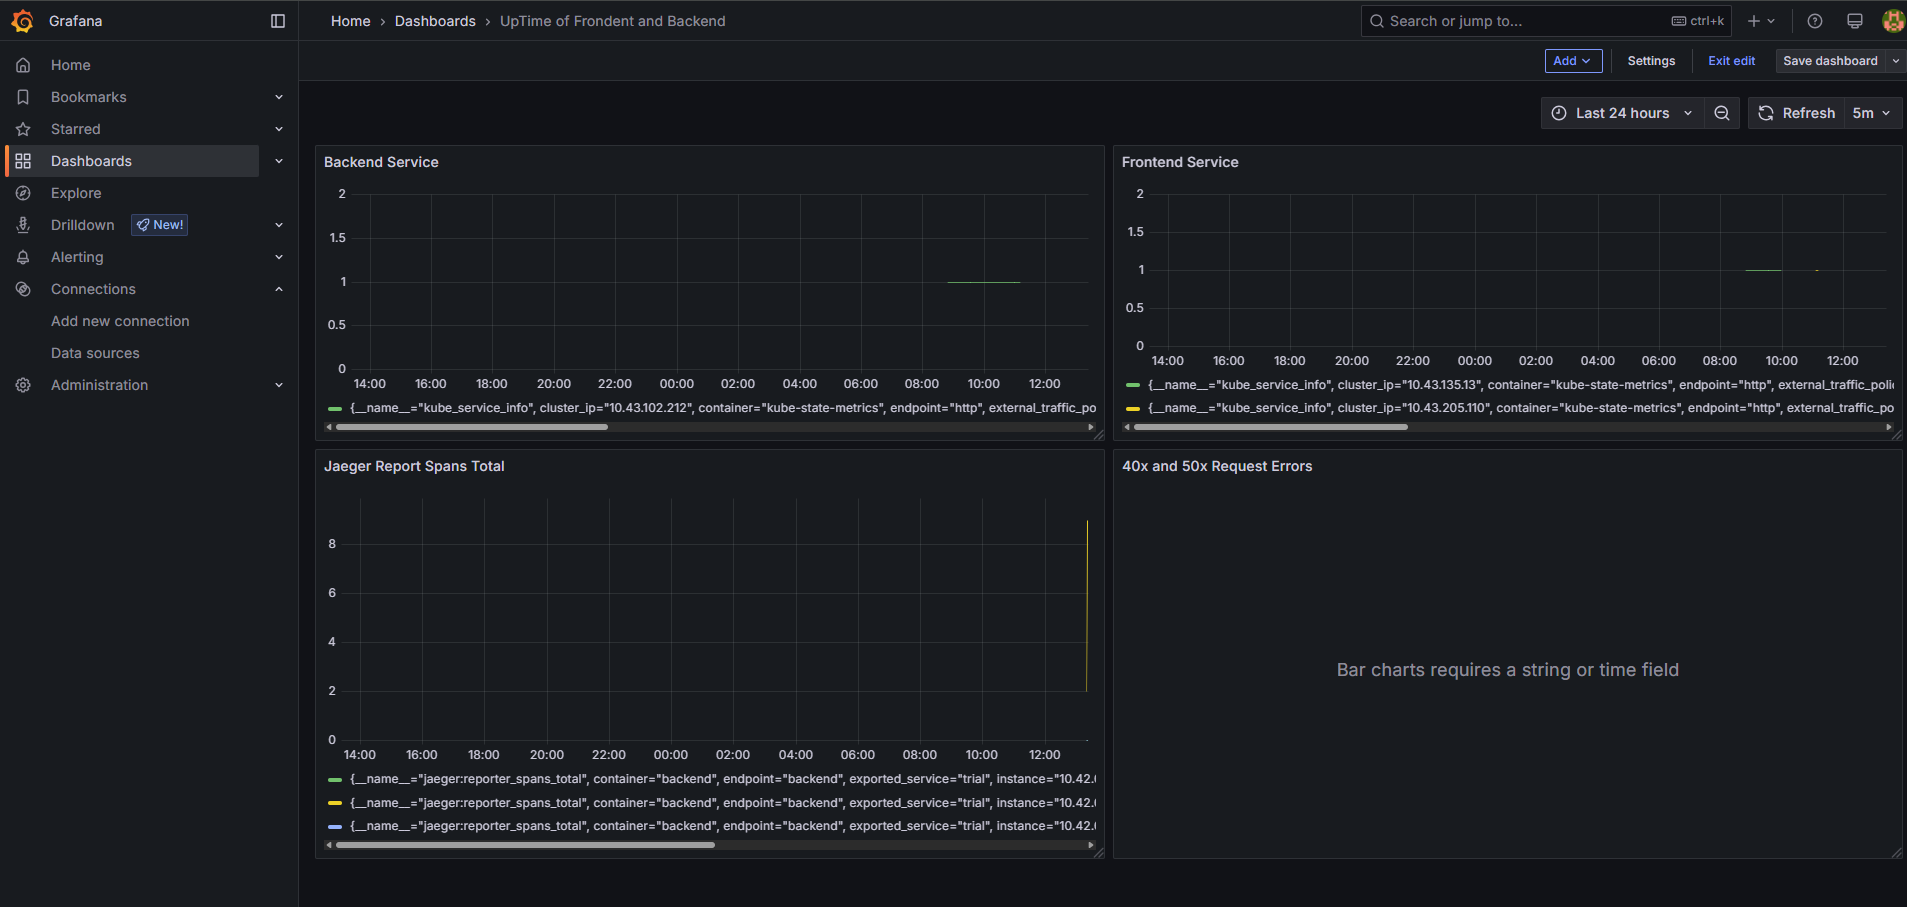 Grafana
Home › Dashboards › UpTime of Frondent and Backend
Search or jump to...
ctrl+k
Home
Bookmarks
Starred
Dashboards
Explore
Drilldown
New!
Alerting
Connections
Add new connection
Data sources
Administration
Add
Settings
Exit edit
Save dashboard
Last 24 hours
Refresh
5m
Backend Service
2
1.5
1
0.5
0
14:00 16:00 18:00 20:00 22:00 00:00 02:00 04:00 06:00 08:00 10:00 12:00
{__name__="kube_service_info", cluster_ip="10.43.102.212", container="kube-state-metrics", endpoint="http", external_traffic_po
Frontend Service
2
1.5
1
0.5
0
14:00 16:00 18:00 20:00 22:00 00:00 02:00 04:00 06:00 08:00 10:00 12:00
{__name__="kube_service_info", cluster_ip="10.43.135.13", container="kube-state-metrics", endpoint="http", external_traffic_poli
{__name__="kube_service_info", cluster_ip="10.43.205.110", container="kube-state-metrics", endpoint="http", external_traffic_po
Jaeger Report Spans Total
8
6
4
2
0
14:00 16:00 18:00 20:00 22:00 00:00 02:00 04:00 06:00 08:00 10:00 12:00
{__name__="jaeger:reporter_spans_total", container="backend", endpoint="backend", exported_service="trial", instance="10.42.0
{__name__="jaeger:reporter_spans_total", container="backend", endpoint="backend", exported_service="trial", instance="10.42.0
{__name__="jaeger:reporter_spans_total", container="backend", endpoint="backend", exported_service="trial", instance="10.42.0
40x and 50x Request Errors
Bar charts requires a string or time field